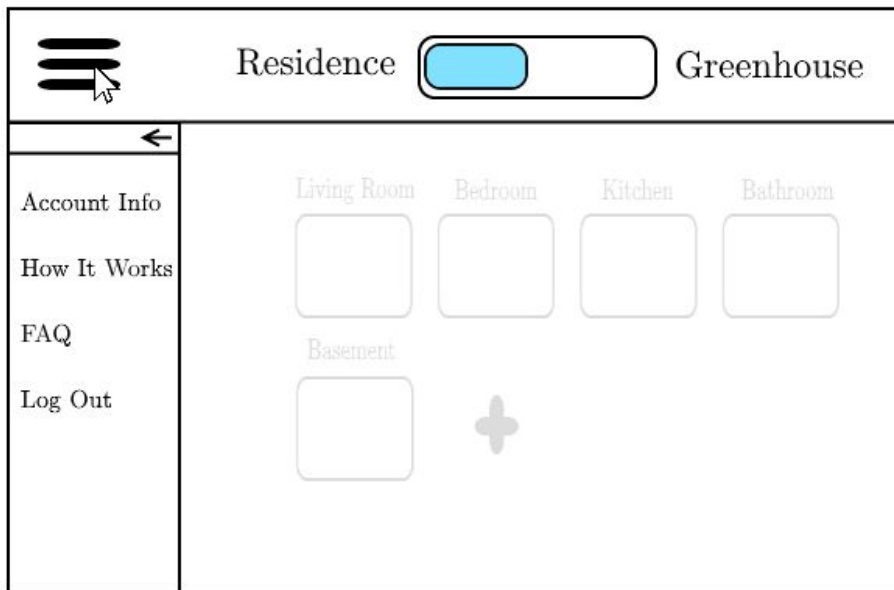 Residence Greenhouse
Account Info
How It Works
FAQ
Log Out
Living Room Bedroom Kitchen Bathroom
Basement